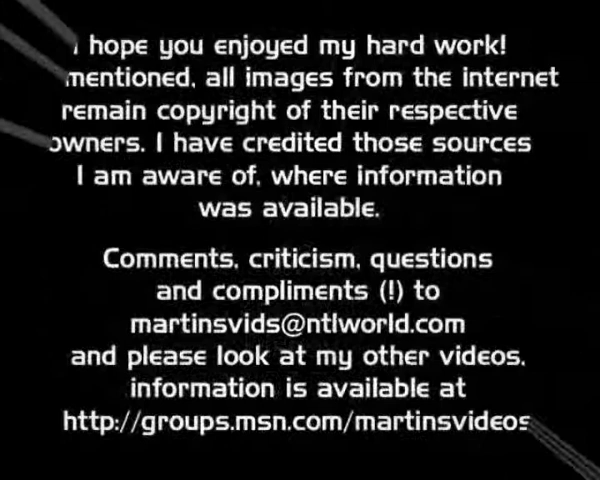 I hope you enjoyed my hard work!
mentioned, all images from the internet
remain copyright of their respective
owners. I have credited those sources
I am aware of, where information
was available.
Comments, criticism, questions
and compliments (!) to
martinsvids@ntlworld.com
and please look at my other videos,
information is available at
http://groups.msn.com/martinsvideos